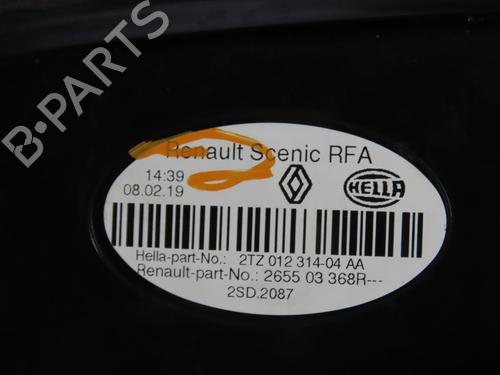 B-PARTS
Renault Scenic RFA
14:39
08.02.19
HELLA
Hella-part-No.: 2TZ 012 314-04 AA
Renault-part-No.: 2655 03 368R---
2SD.2087